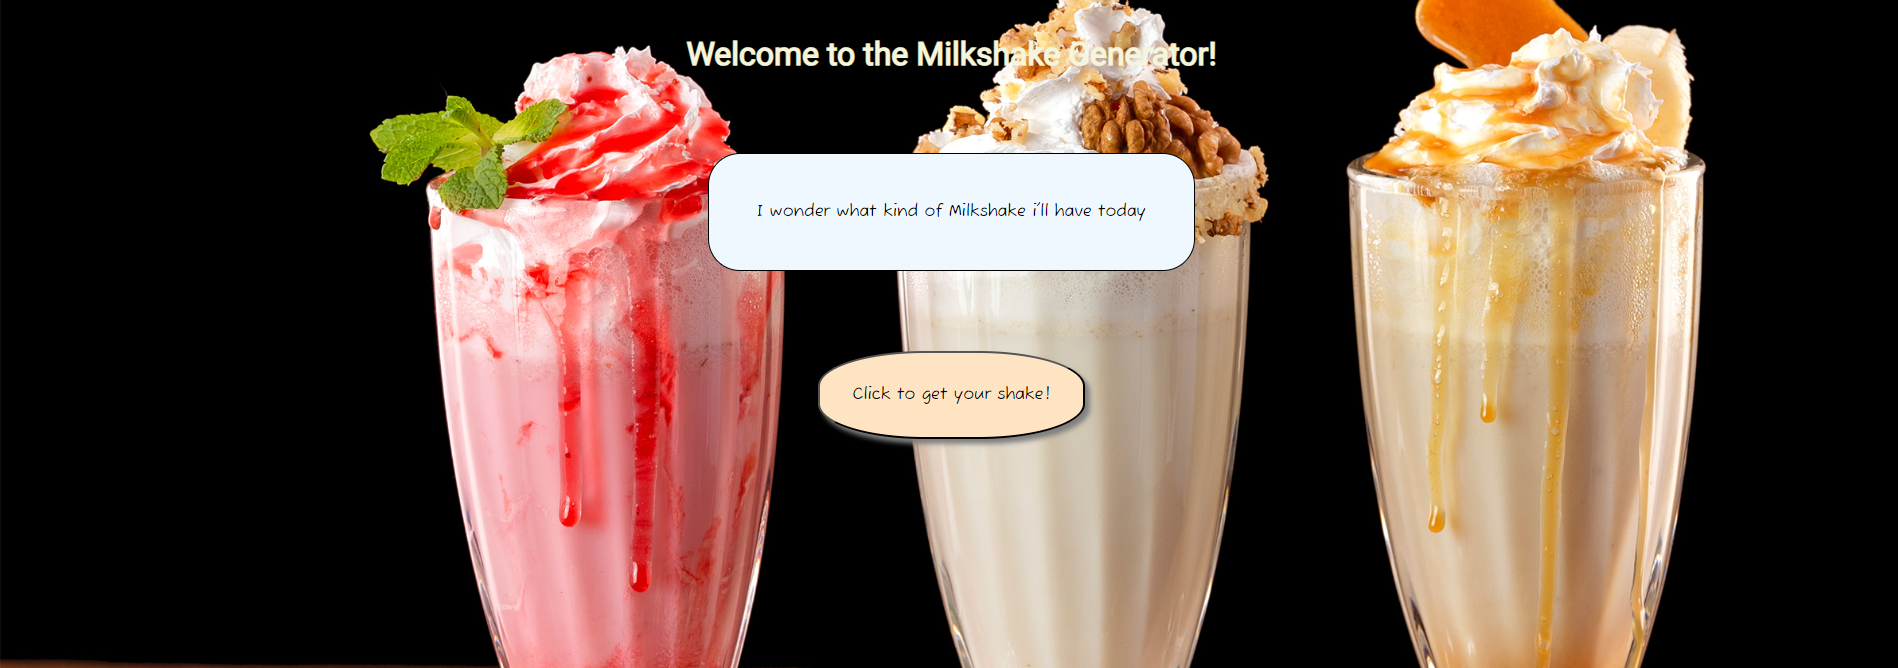 Welcome to the Milkshake Generator!
I wonder what kind of Milkshake i'll have today
Click to get your shake!